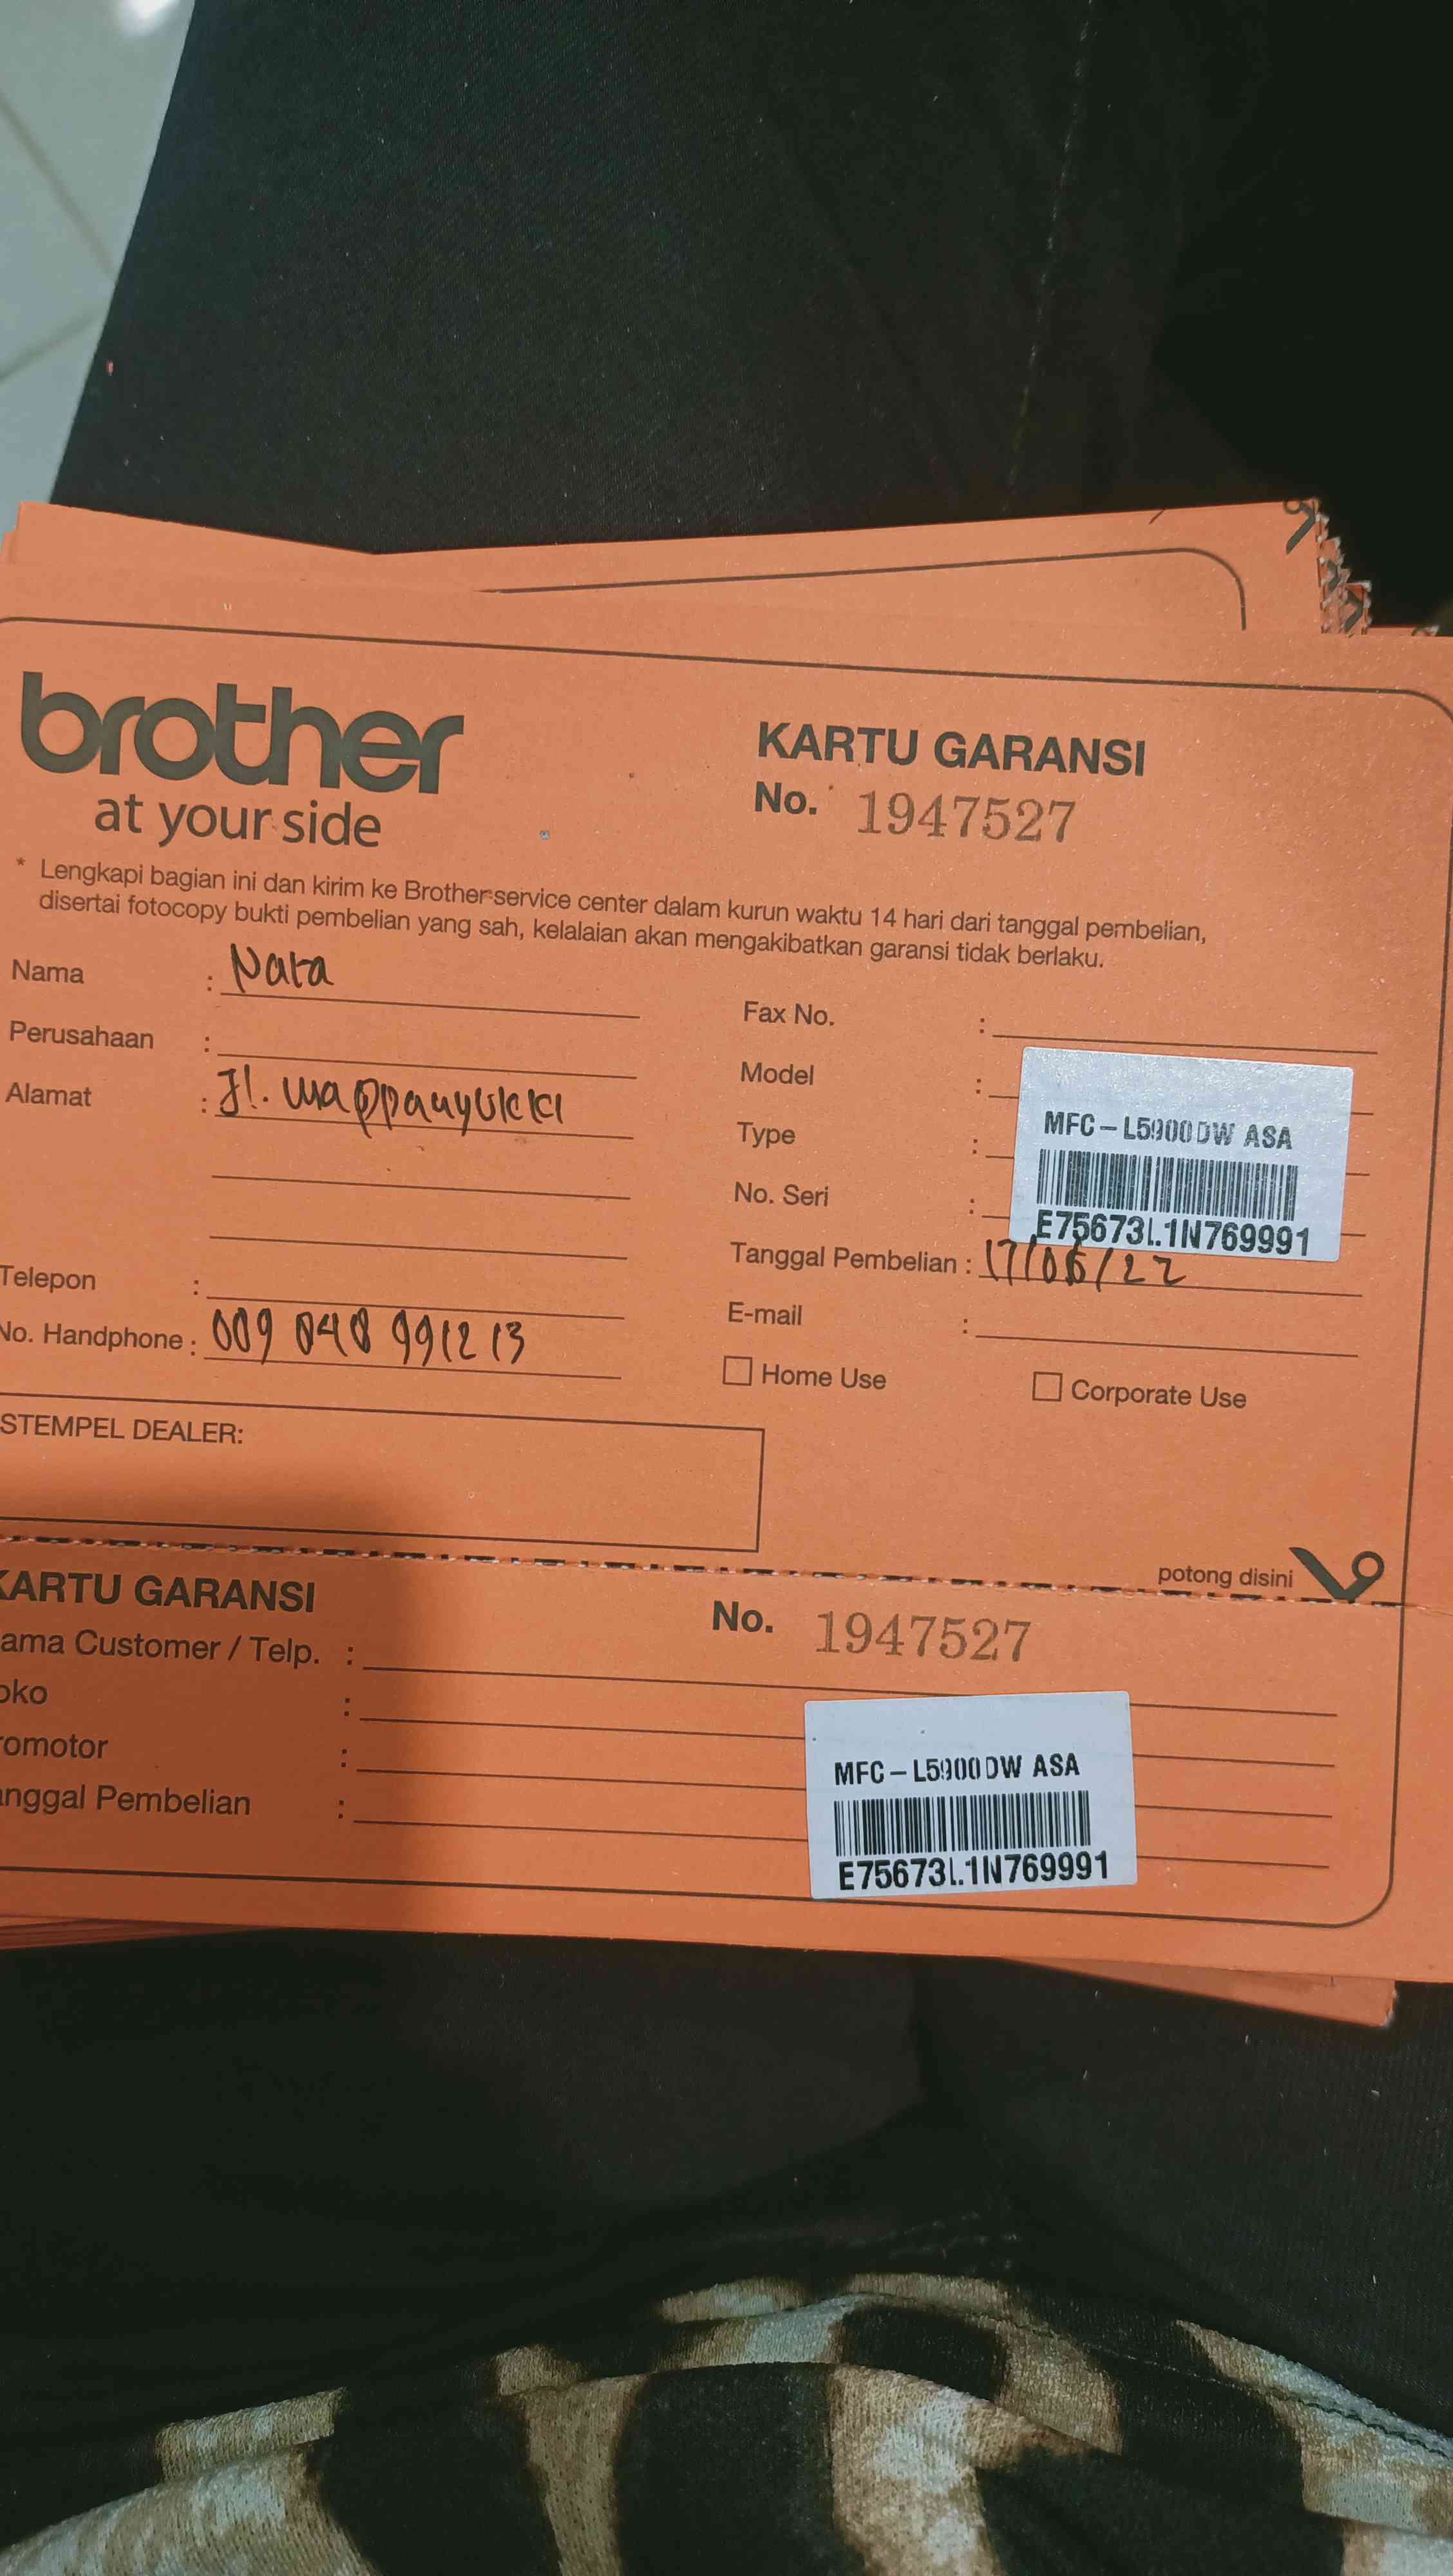 brother
at your side
KARTU GARANSI
No. 1947527
* Lengkapi bagian ini dan kirim ke Brother service center dalam kurun waktu 14 hari dari tanggal pembelian,
disertai fotocopy bukti pembelian yang sah, kelalaian akan mengakibatkan garansi tidak berlaku.
Nama : Nata
Perusahaan :
Alamat : Jl. Mappanyukki
Telepon :
No. Handphone :
Fax No. :
Model :
Type :
No. Seri :
MFC-L5900DW ASA
E75673L1N769991
Tanggal Pembelian : 17/06/22
E-mail :
Home Use
Corporate Use
STEMPEL DEALER:
potong disini
KARTU GARANSI
No. 1947527
ama Customer / Telp. :
oko :
romotor :
anggal Pembelian :
MFC-L5900DW ASA
E75673L1N769991